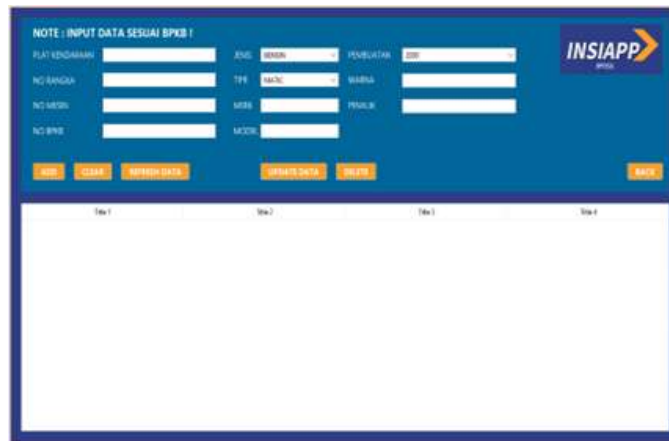 NOTE : INPUT DATA SESUAI BPKB !
PLAT KENDARAAN JENIS BENSIN PEMBUATAN 2000
NO RANGKA TIPE MATIC WARNA
NO MESIN MERK PEMILIK
NO BPKB MODEL
INSIAPP
ADD CLEAR REFRESH DATA UPDATE DATA DELETE BACK
Title 1 Title 2 Title 3 Title 4